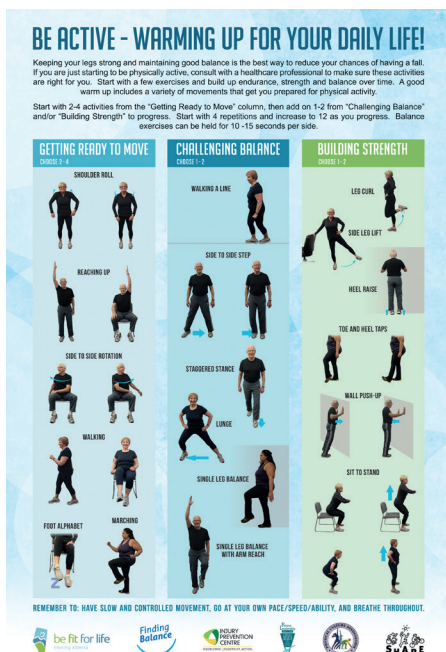 BE ACTIVE - WARMING UP FOR YOUR DAILY LIFE!
Keeping your legs strong and maintaining good balance is the best way to reduce your chances of having a fall.
If you are just starting to be physically active, consult with a healthcare professional to make sure these activities
are right for you. Start with a few exercises and build up endurance, strength and balance over time. A good
warm up includes a variety of movements that get you prepared for physical activity.
Start with 2-4 activities from the “Getting Ready to Move” column, then add on 1-2 from “Challenging Balance”
and/or “Building Strength” to progress. Start with 4 repetitions and increase to 12 as you progress. Balance
exercises can be held for 10 -15 seconds per side.
GETTING READY TO MOVE
CHOOSE 2-4
SHOULDER ROLL
REACHING UP
SIDE TO SIDE ROTATION
WALKING
FOOT ALPHABET
MARCHING
CHALLENGING BALANCE
CHOOSE 1-2
WALKING A LINE
SIDE TO SIDE STEP
STAGGERED STANCE
LUNGE
SINGLE LEG BALANCE
SINGLE LEG BALANCE
WITH ARM REACH
BUILDING STRENGTH
CHOOSE 1-2
LEG CURL
SIDE LEG LIFT
HEEL RAISE
TOE AND HEEL TAPS
WALL PUSH-UP
SIT TO STAND
REMEMBER TO: HAVE SLOW AND CONTROLLED MOVEMENT, GO AT YOUR OWN PACE/SPEED/ABILITY, AND BREATHE THROUGHOUT.
be fit for life
moving alberta
Finding
Balance
INJURY
PREVENTION
CENTRE